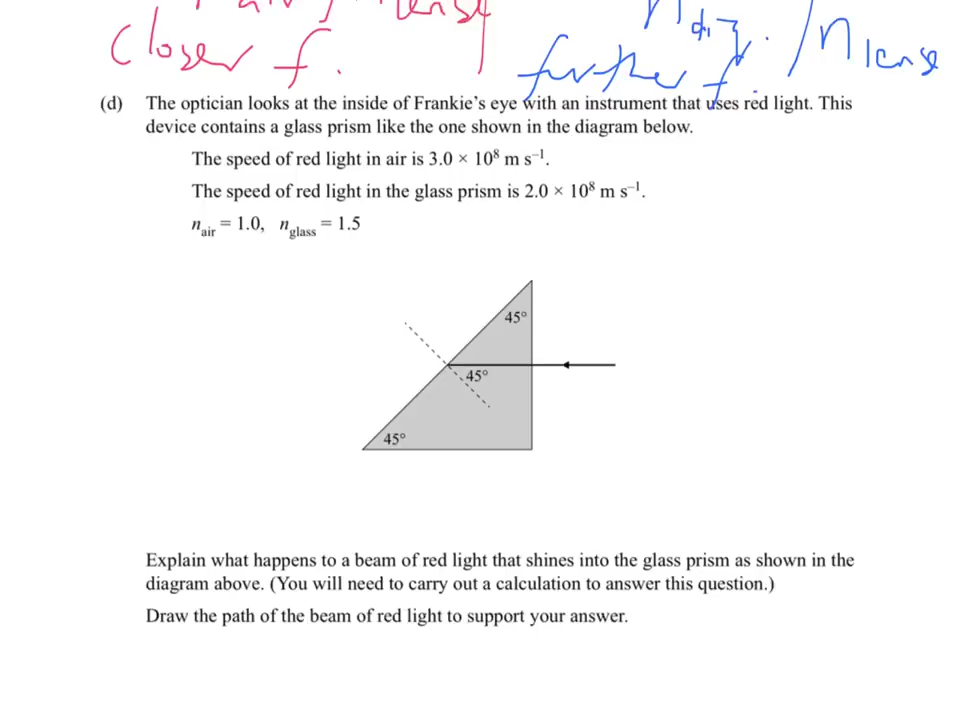 closer f.
further f.
n lense
(d) The optician looks at the inside of Frankie's eye with an instrument that uses red light. This
device contains a glass prism like the one shown in the diagram below.
The speed of red light in air is 3.0 × 10⁸ m s⁻¹.
The speed of red light in the glass prism is 2.0 × 10⁸ m s⁻¹.
n_air = 1.0, n_glass = 1.5
45°
45°
45°
Explain what happens to a beam of red light that shines into the glass prism as shown in the
diagram above. (You will need to carry out a calculation to answer this question.)
Draw the path of the beam of red light to support your answer.